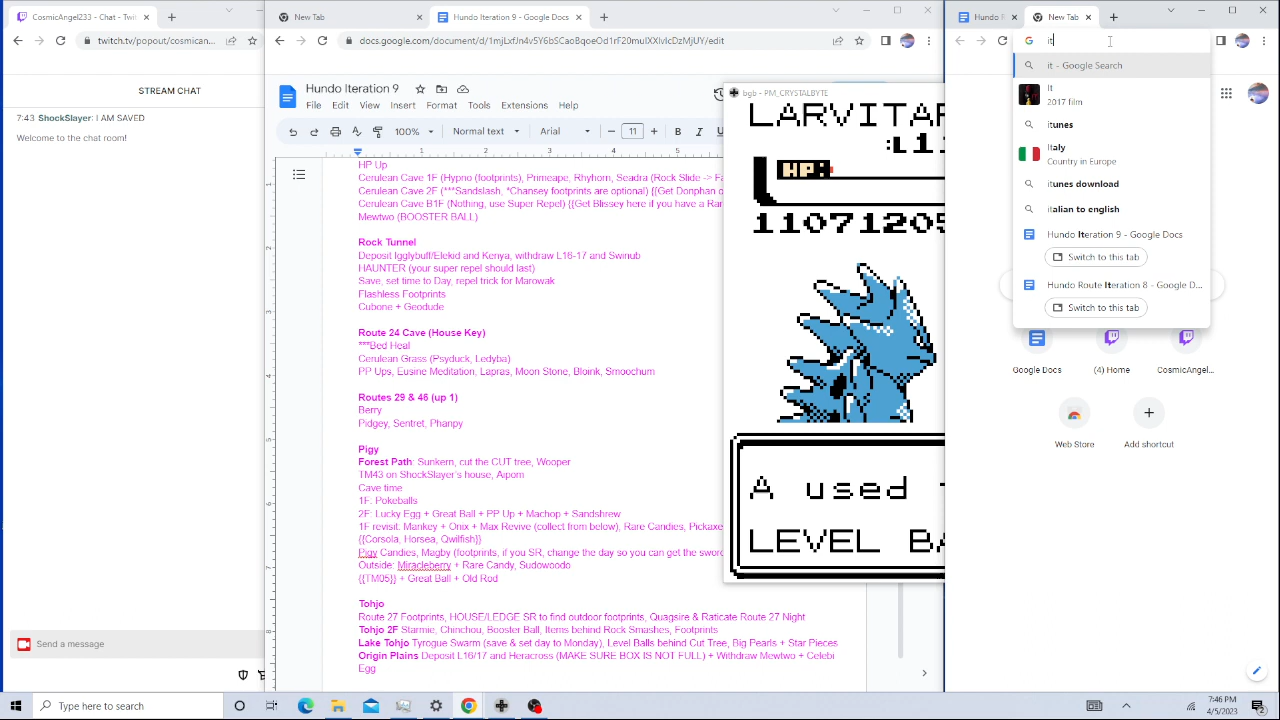 CosmicAngel233 - Chat - Twit
twitch.tv/popout/cosmican...
STREAM CHAT
7:43 ShockSlayer: I AM SAVED
Welcome to the chat room!
Send a message
New Tab
Hundo Iteration 9 - Google Docs
docs.google.com/document/d/
Hundo Iteration 9
File Edit View Insert Format Tools Extensions Help
100% Normal text Arial 11 B I U
1 2 3 4 5
HP Up
Cerulean Cave 1F (Hypno (footprints), Primeape, Rhyhorn, Seadra (Rock Slide -> Fa
Cerulean Cave 2F (***Sandslash, *Chansey footprints are optional) {{Get Donphan o
Cerulean Cave B1F (Nothing, use Super Repel) {{Get Blissey here if you have a Rar
Mewtwo (BOOSTER BALL)
Rock Tunnel
Deposit Igglybuff/Elekid and Kenya, withdraw L16-17 and Swinub
HAUNTER (your super repel should last)
Save, set time to Day, repel trick for Marowak
Flashless Footprints
Cubone + Geodude
Route 24 Cave (House Key)
***Bed Heal
Cerulean Grass (Psyduck, Ledyba)
PP Ups, Eusine Meditation, Lapras, Moon Stone, Bloink, Smoochum
Routes 29 & 46 (up 1)
Berry
Pidgey, Sentret, Phanpy
Pigy
Forest Path: Sunkern, cut the CUT tree, Wooper
TM43 on ShockSlayer's house, Aipom
Cave time
1F: Pokeballs
2F: Lucky Egg + Great Ball + PP Up + Machop + Sandshrew
1F revisit: Mankey + Onix + Max Revive (collect from below), Rare Candies, Pickaxe
{{Corsola, Horsea, Qwilfish}}
Pigy Candies, Magby (footprints, if you SR, change the day so you can get the sword
Outside: Miracleberry + Rare Candy, Sudowoodo
{{TM05}} + Great Ball + Old Rod
Tohjo
Route 27 Footprints, HOUSE/LEDGE SR to find outdoor footprints, Quagsire & Raticate Route 27 Night
Tohjo 2F Starmie, Chinchou, Booster Ball, Items behind Rock Smashes, Footprints
Lake Tohjo Tyrogue Swarm (save & set day to Monday), Level Balls behind Cut Tree, Big Pearls + Star Pieces
Origin Plains Deposit L16/17 and Heracross (MAKE SURE BOX IS NOT FULL) + Withdraw Mewtwo + Celebi
Egg
bgb - PM_CRYSTALBYTE
LARVITAR
:L11
HP:
11071205
A used
LEVEL BA
Hundo F
New Tab
it
it - Google Search
It
2017 film
itunes
Italy
Country in Europe
itunes download
italian to english
Hundo Iteration 9 - Google Docs
Switch to this tab
Hundo Route Iteration 8 - Google D...
Switch to this tab
Google Docs
(4) Home
CosmicAngel...
Web Store
Add shortcut
Type here to search
7:46 PM
4/5/2023
2